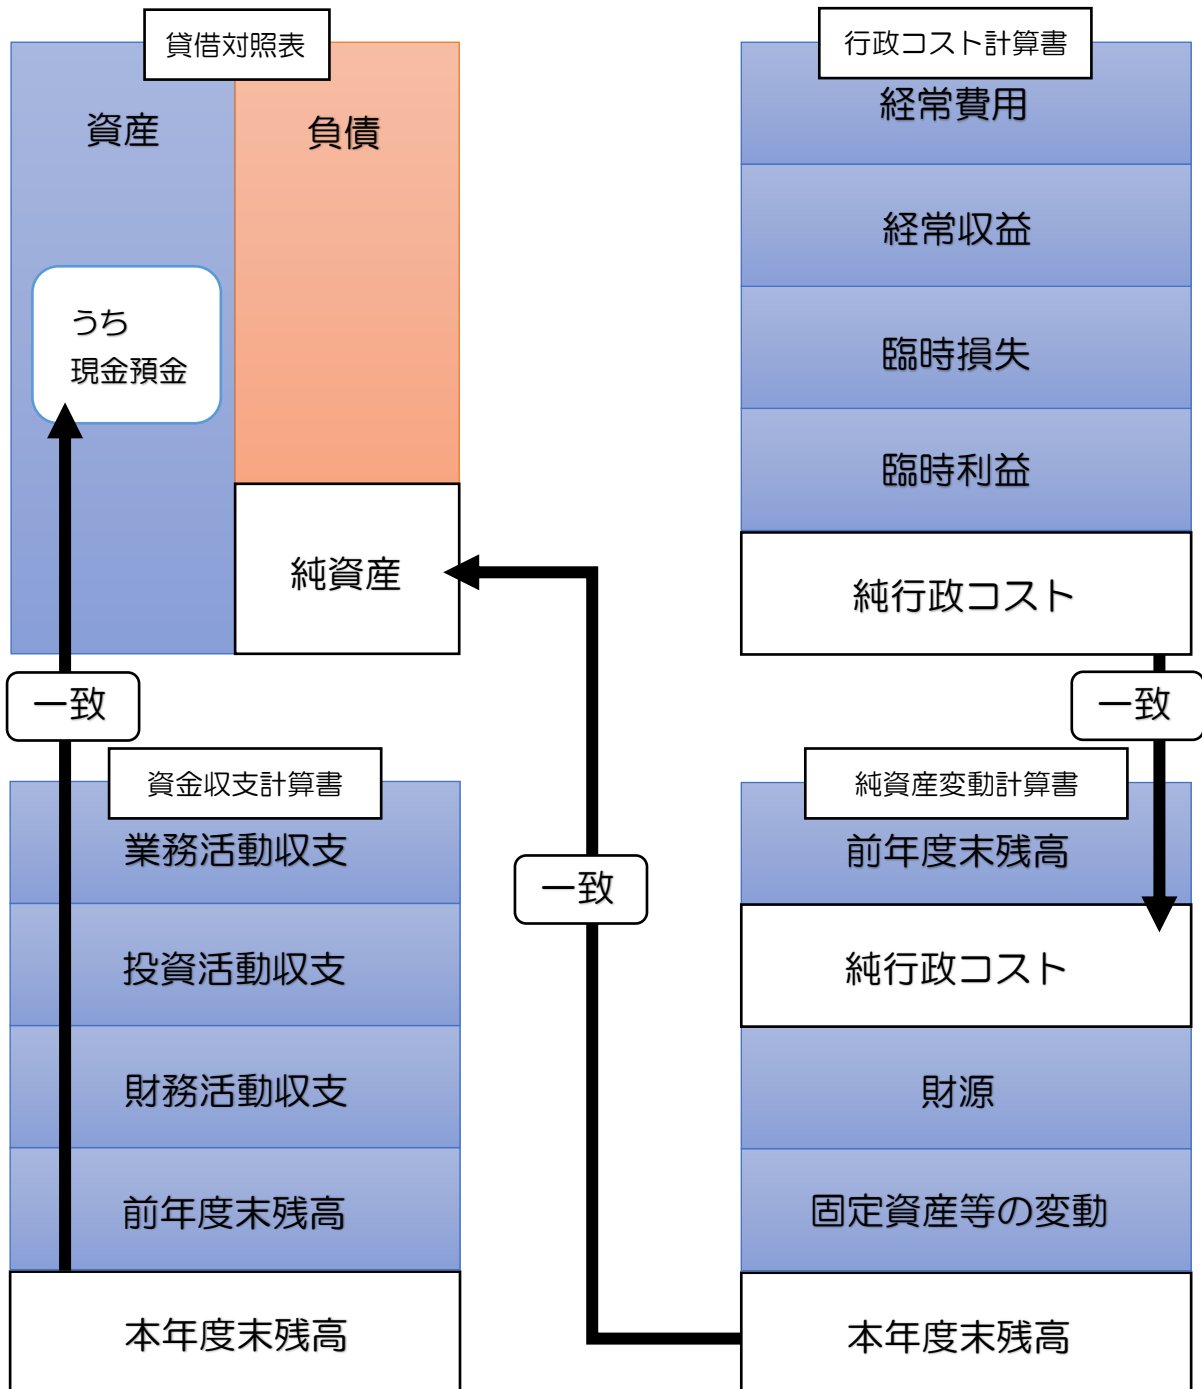 貸借対照表
資産
負債
うち
現金預金
純資産
行政コスト計算書
経常費用
経常収益
臨時損失
臨時利益
純行政コスト
一致
一致
資金収支計算書
業務活動収支
投資活動収支
財務活動収支
前年度末残高
本年度末残高
一致
純資産変動計算書
前年度末残高
純行政コスト
財源
固定資産等の変動
本年度末残高